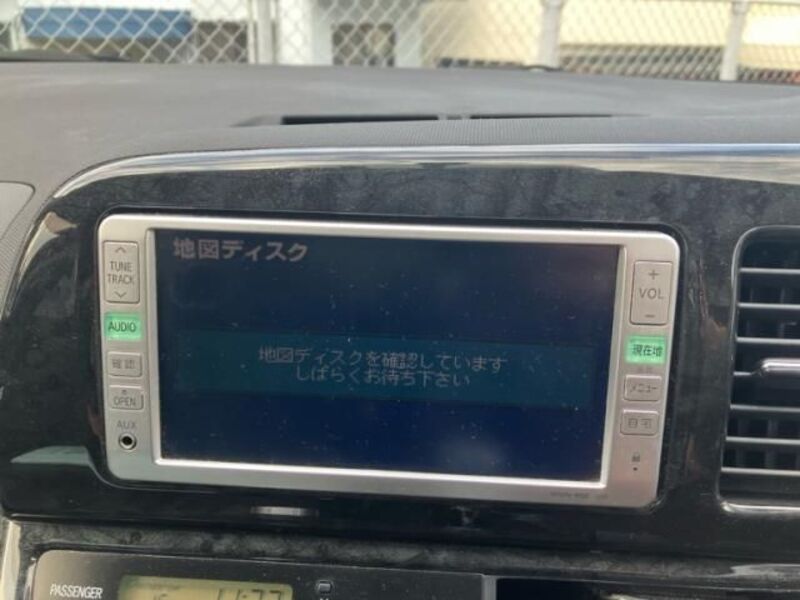 地図ディスク
TUNE
TRACK
AUDIO
確認
OPEN
AUX
地図ディスクを確認しています
しばらくお待ち下さい
+
VOL
−
現在地
メニュー
PASSENGER